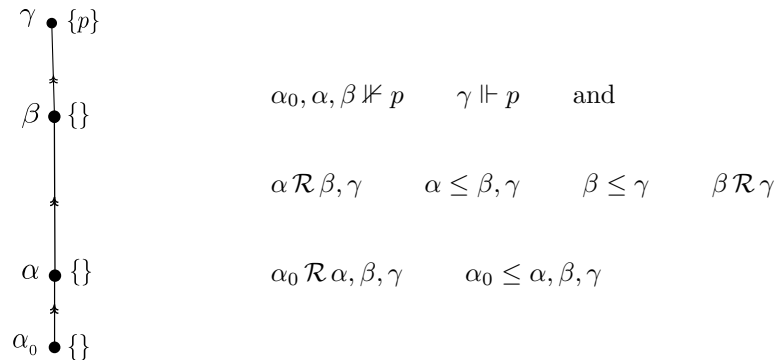 γ {p}
α₀, α, β ⊮ p γ ⊩ p and
β {}
α ℛ β, γ α ≤ β, γ β ≤ γ β ℛ γ
α {}
α₀ ℛ α, β, γ α₀ ≤ α, β, γ
α₀ {}